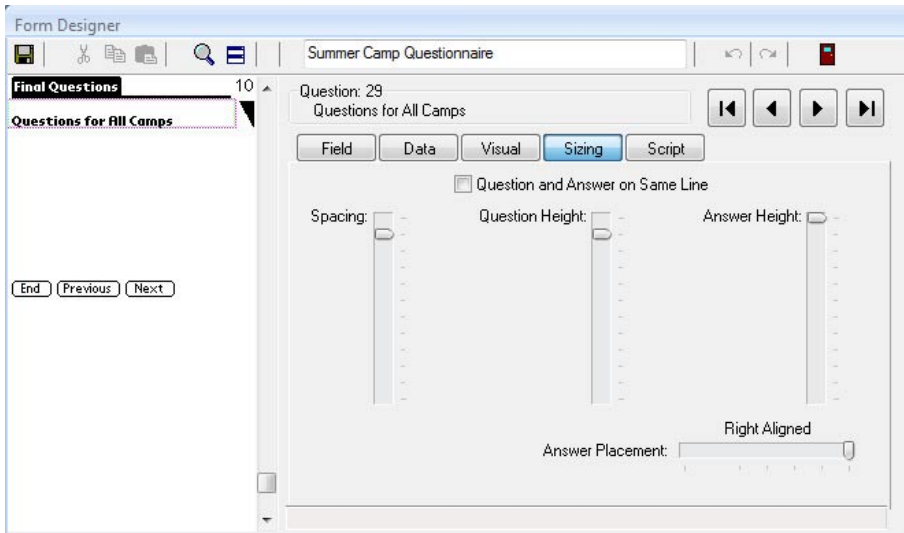 Form Designer
Summer Camp Questionnaire
Final Questions 10
Questions for All Camps
End Previous Next
Question: 29
Questions for All Camps
Field Data Visual Sizing Script
Question and Answer on Same Line
Spacing: Question Height: Answer Height:
Right Aligned
Answer Placement: